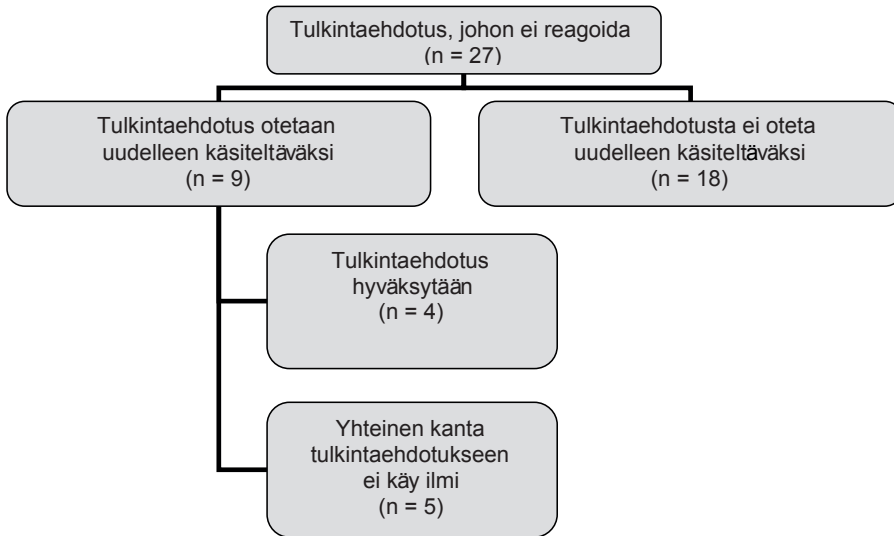 Tulkintaehdotus, johon ei reagoida
(n = 27)
Tulkintaehdotus otetaan
uudelleen käsiteltäväksi
(n = 9)
Tulkintaehdotusta ei oteta
uudelleen käsiteltäväksi
(n = 18)
Tulkintaehdotus
hyväksytään
(n = 4)
Yhteinen kanta
tulkintaehdotukseen
ei käy ilmi
(n = 5)